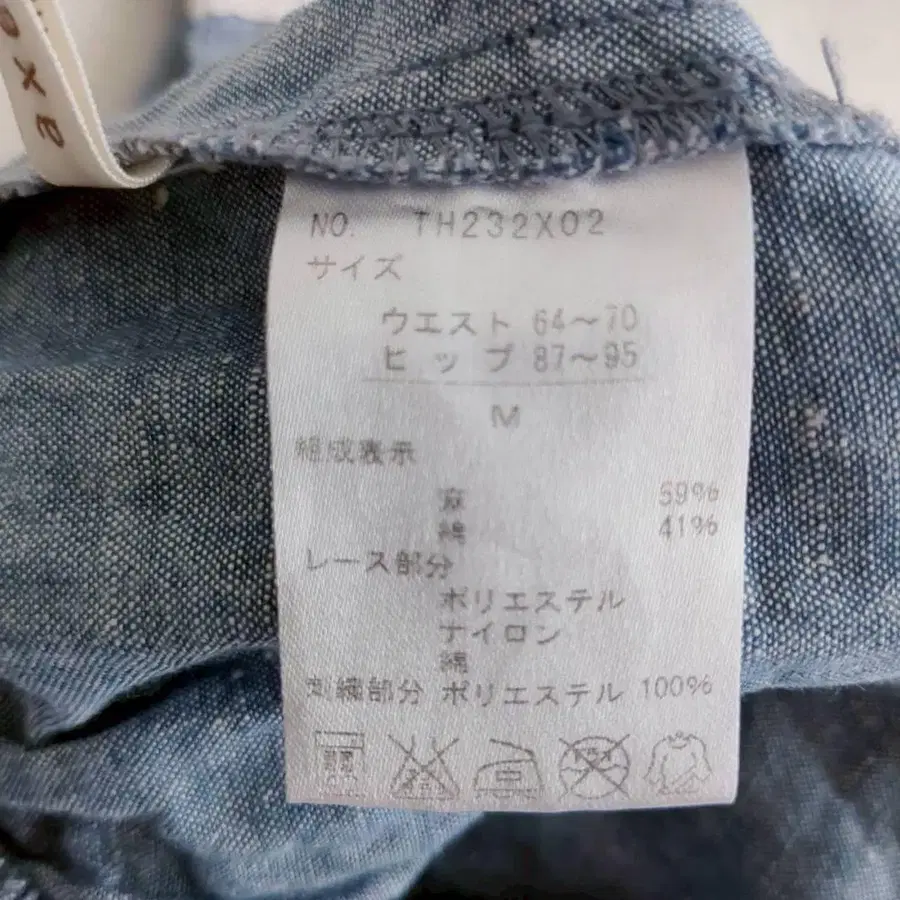 axe
NO. TH232X02
サイズ
ウエスト 64〜70
ヒップ 87〜95
M
組成表示
麻 59%
綿 41%
レース部分
ポリエステル
ナイロン
綿
刺繍部分 ポリエステル 100%